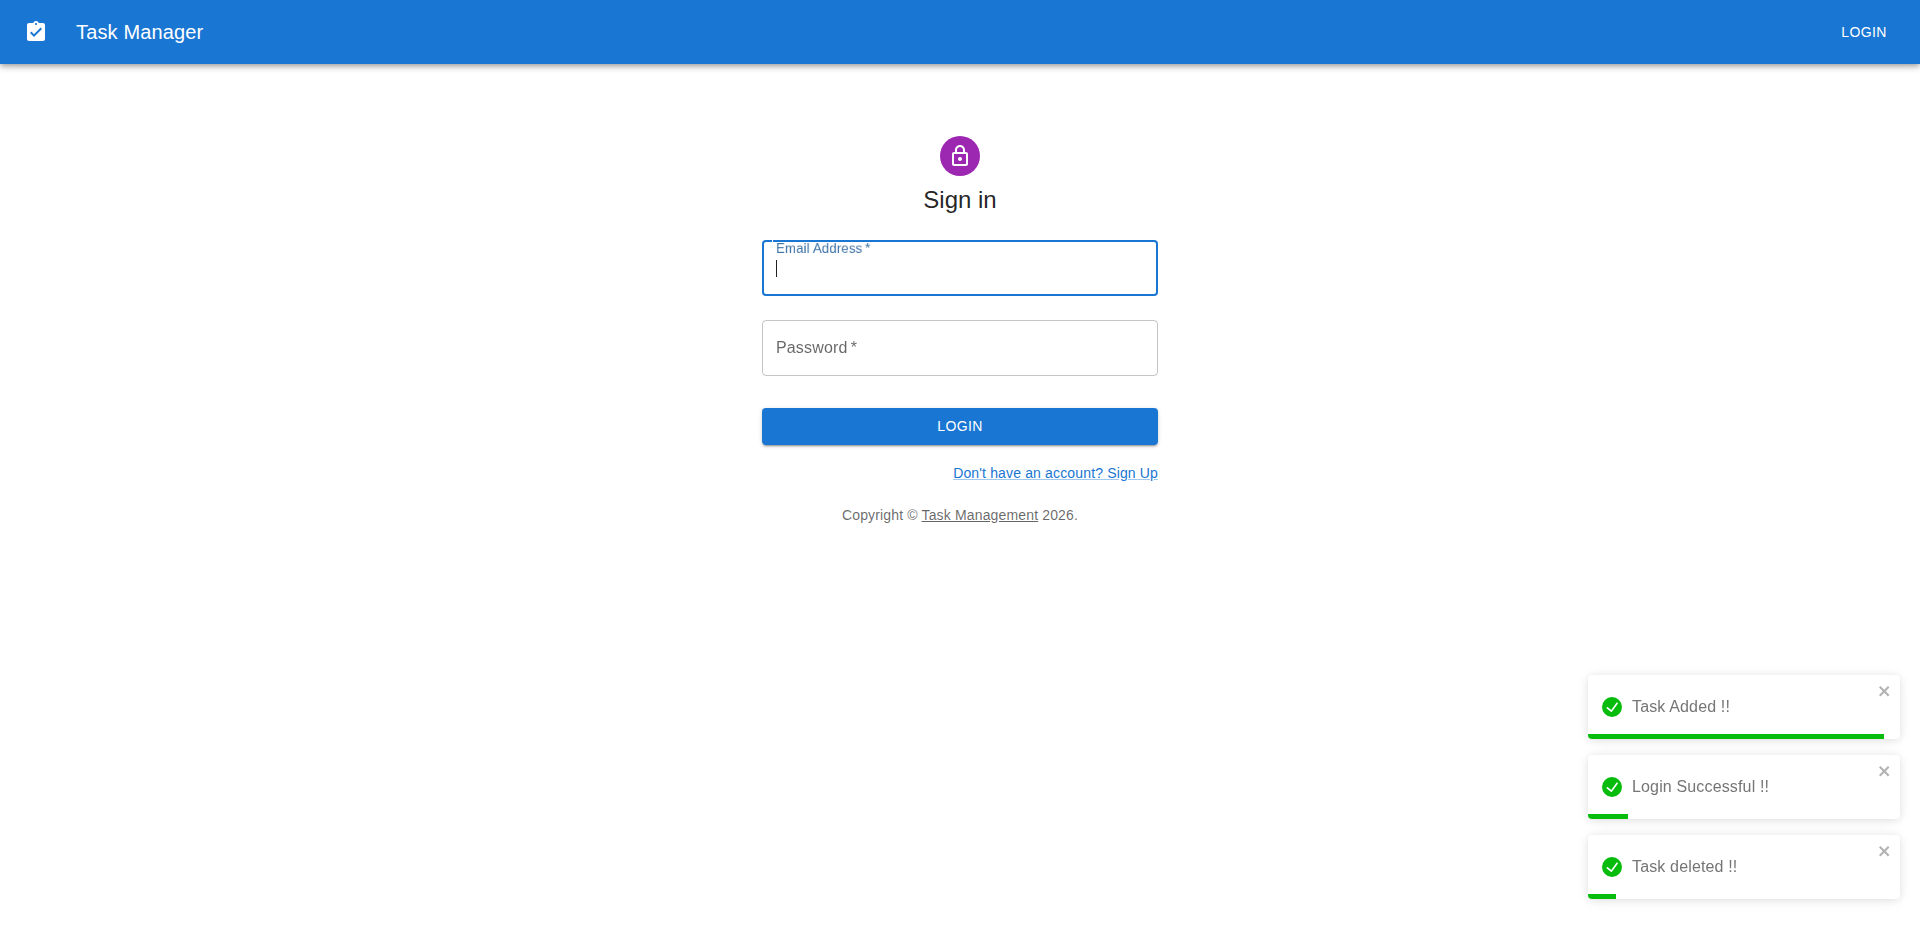 Task Manager
LOGIN
Sign in
Email Address *
Password *
LOGIN
Don't have an account? Sign Up
Copyright © Task Management 2026.
Task Added !!
Login Successful !!
Task deleted !!